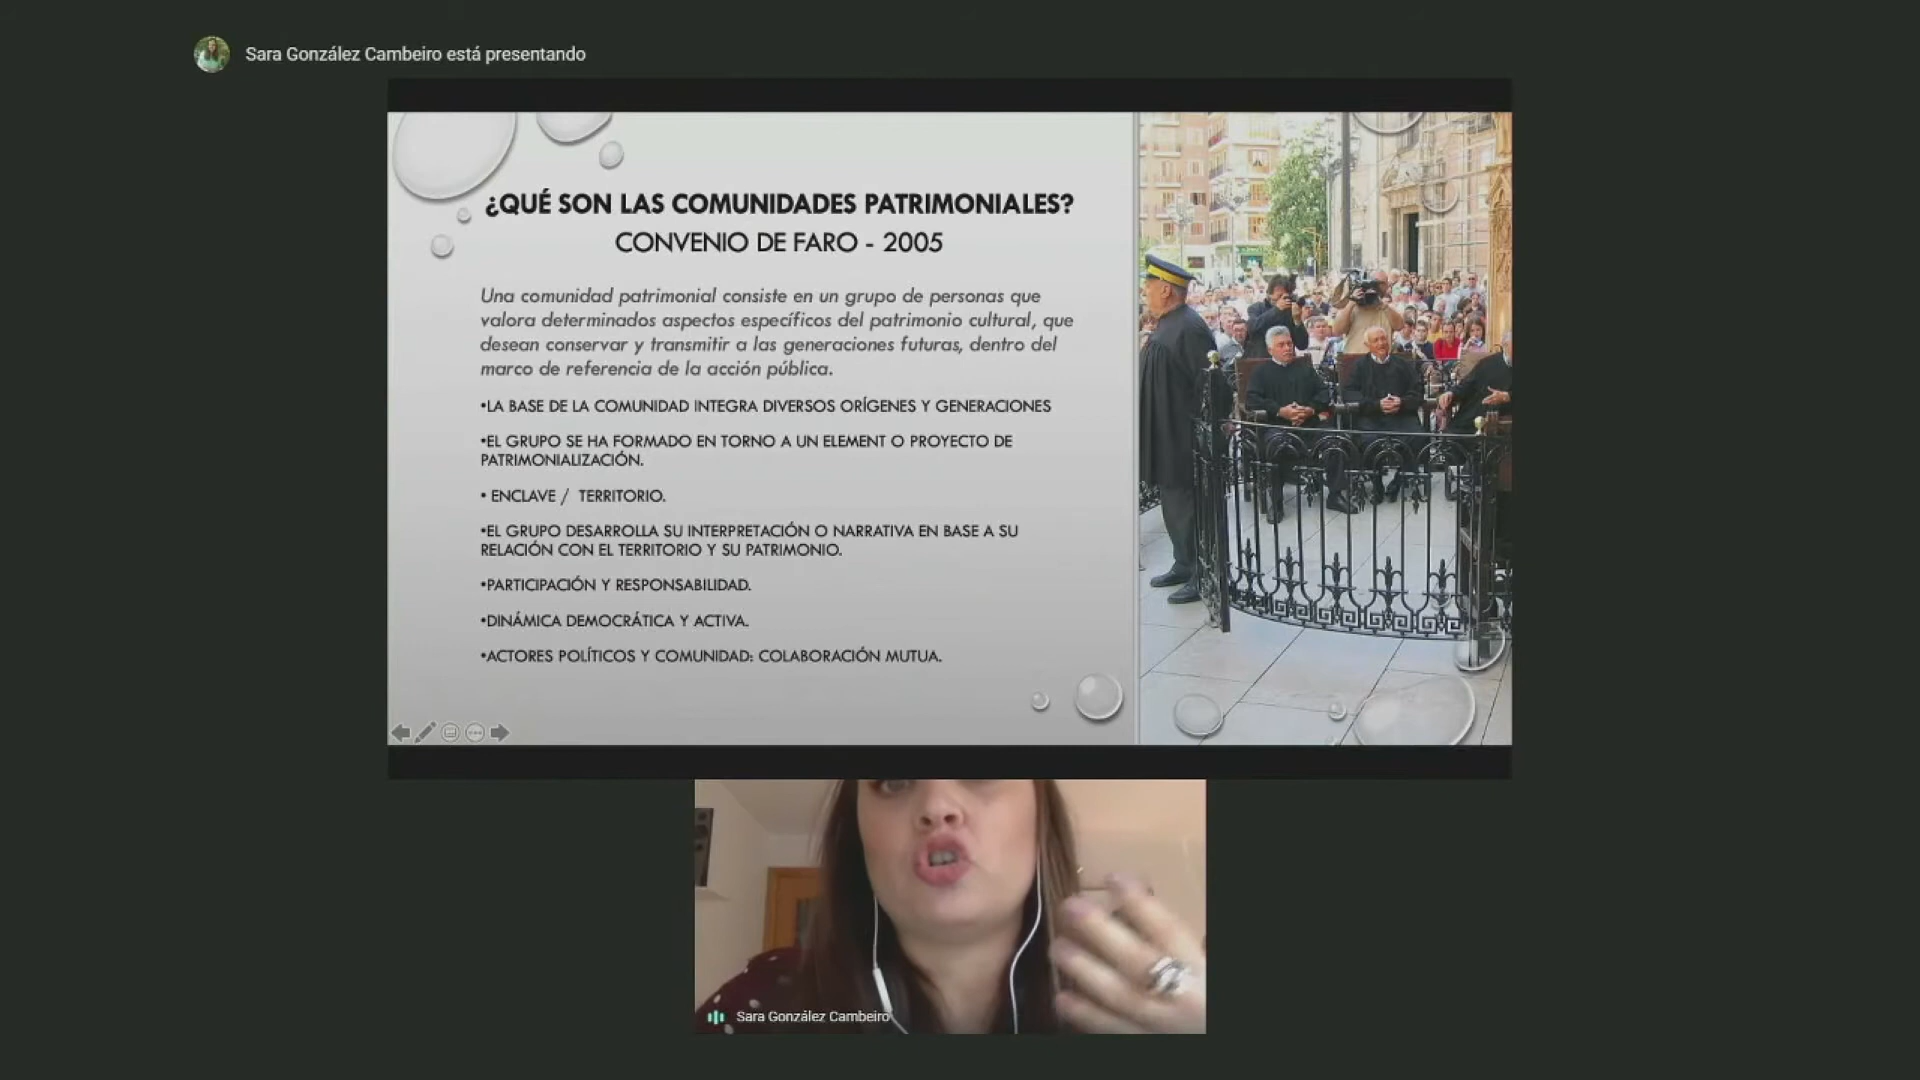 Sara González Cambeiro está presentando
¿QUÉ SON LAS COMUNIDADES PATRIMONIALES?
CONVENIO DE FARO - 2005
Una comunidad patrimonial consiste en un grupo de personas que
valora determinados aspectos específicos del patrimonio cultural, que
desean conservar y transmitir a las generaciones futuras, dentro del
marco de referencia de la acción pública.
•LA BASE DE LA COMUNIDAD INTEGRA DIVERSOS ORÍGENES Y GENERACIONES
•EL GRUPO SE HA FORMADO EN TORNO A UN ELEMENT O PROYECTO DE
PATRIMONIALIZACIÓN.
• ENCLAVE / TERRITORIO.
•EL GRUPO DESARROLLA SU INTERPRETACIÓN O NARRATIVA EN BASE A SU
RELACIÓN CON EL TERRITORIO Y SU PATRIMONIO.
•PARTICIPACIÓN Y RESPONSABILIDAD.
•DINÁMICA DEMOCRÁTICA Y ACTIVA.
•ACTORES POLÍTICOS Y COMUNIDAD: COLABORACIÓN MUTUA.
Sara González Cambeiro